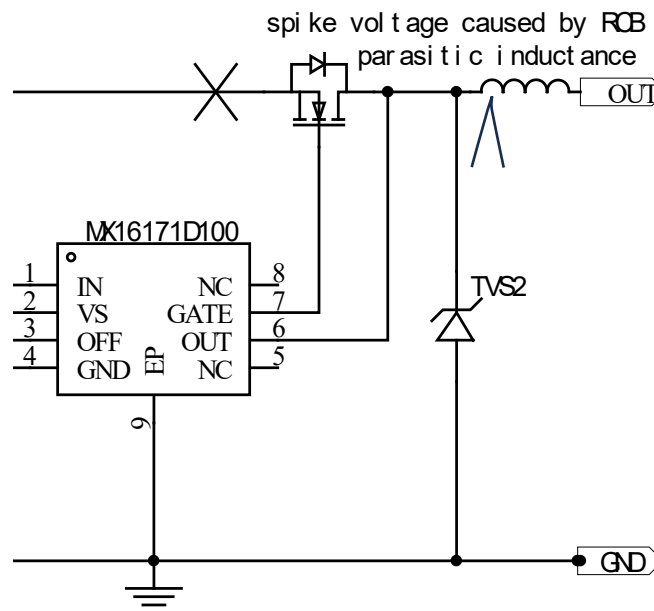 spike voltage caused by RCB
parasitic inductance
OUT
MX16171D100
1 IN NC 8
2 VS GATE 7
3 OFF OUT 6
4 GND NC 5
EP
9
TVS2
GND